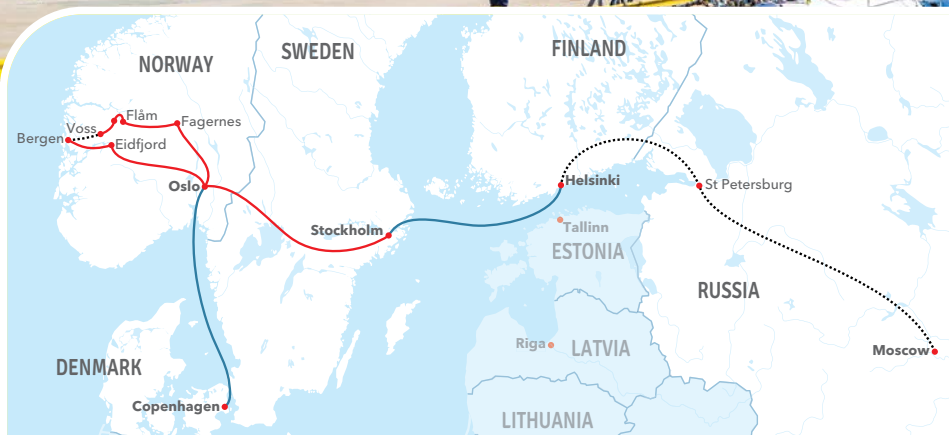 NORWAY
SWEDEN
FINLAND
Flåm
Voss
Fagernes
Bergen
Eidfjord
Oslo
Helsinki
St Petersburg
Stockholm
Tallinn
ESTONIA
RUSSIA
Riga
LATVIA
Moscow
DENMARK
Copenhagen
LITHUANIA